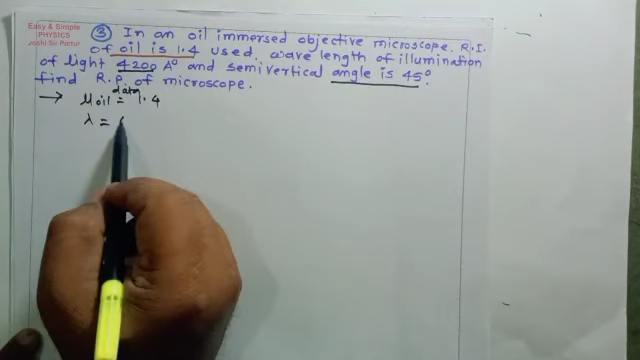 Easy & Simple
PHYSICS
Joshi Sir Partur
③ In an oil immersed objective microscope. R.I.
of oil is 1.4 used. wave length of illumination
of light 4200 A° and semivertical angle is 45°.
find R.P. of microscope.
data
→ μ oil = 1.4
λ =